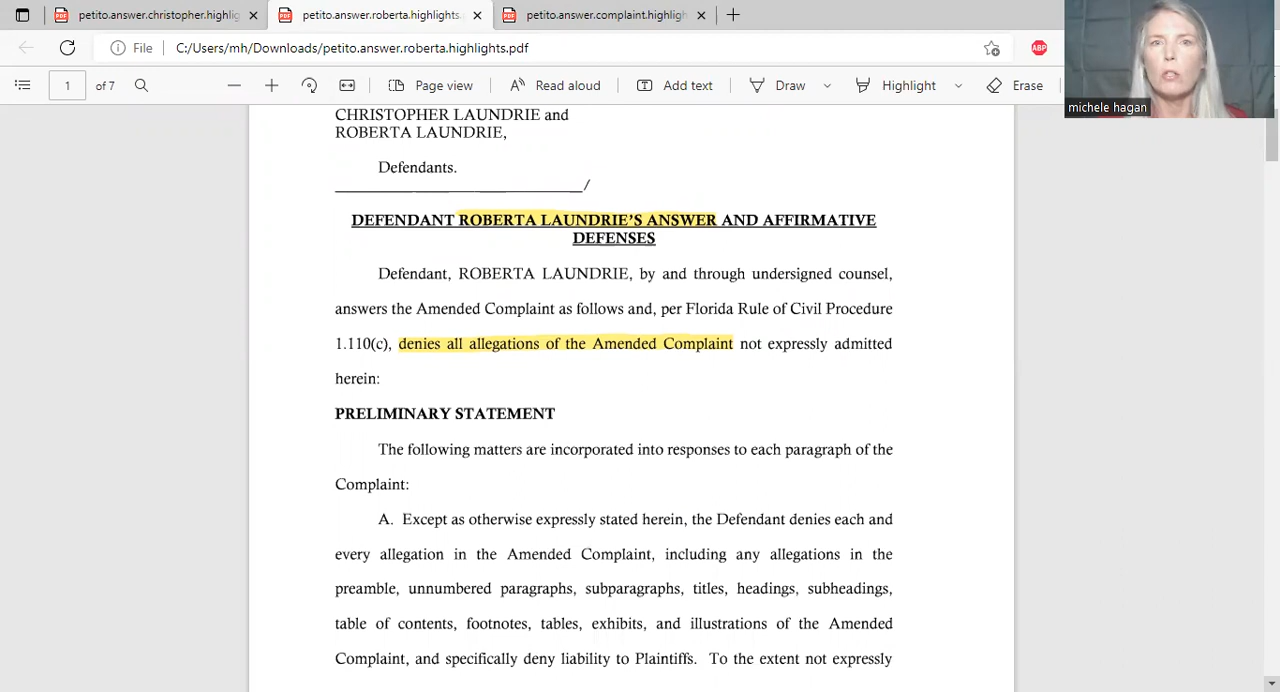 petito.answer.christopher.highlig
petito.answer.roberta.highlights.
petito.answer.complaint.highligh
File
C:/Users/mh/Downloads/petito.answer.roberta.highlights.pdf
ABP
1 of 7
Page view
Read aloud
Add text
Draw
Highlight
Erase
michele hagan
CHRISTOPHER LAUNDRIE and
ROBERTA LAUNDRIE,
Defendants.
/
DEFENDANT ROBERTA LAUNDRIE'S ANSWER AND AFFIRMATIVE
DEFENSES
Defendant, ROBERTA LAUNDRIE, by and through undersigned counsel,
answers the Amended Complaint as follows and, per Florida Rule of Civil Procedure
1.110(c), denies all allegations of the Amended Complaint not expressly admitted
herein:
PRELIMINARY STATEMENT
The following matters are incorporated into responses to each paragraph of the
Complaint:
A. Except as otherwise expressly stated herein, the Defendant denies each and
every allegation in the Amended Complaint, including any allegations in the
preamble, unnumbered paragraphs, subparagraphs, titles, headings, subheadings,
table of contents, footnotes, tables, exhibits, and illustrations of the Amended
Complaint, and specifically deny liability to Plaintiffs. To the extent not expressly